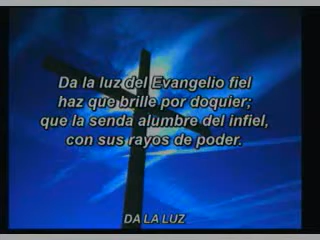 Da la luz del Evangelio fiel
haz que brille por doquier;
que la senda alumbre del infiel,
con sus rayos de poder.
DA LA LUZ